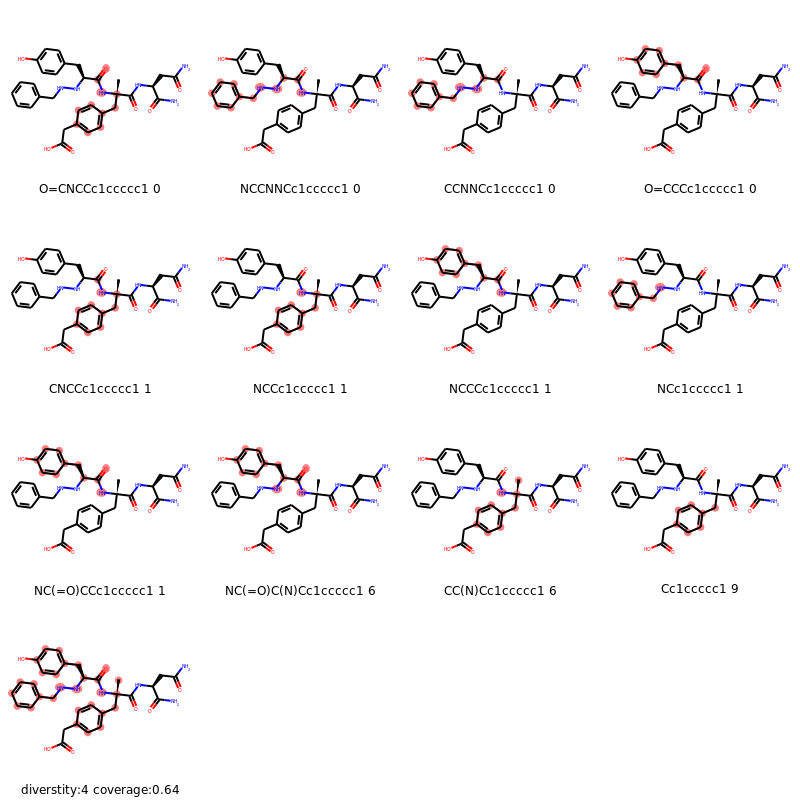 O=CNCCc1ccccc1 0
NCCNNCc1ccccc1 0
CCNNCc1ccccc1 0
O=CCCc1ccccc1 0
CNCCc1ccccc1 1
NCCc1ccccc1 1
NCCCc1ccccc1 1
NCc1ccccc1 1
NC(=O)CCc1ccccc1 1
NC(=O)C(N)Cc1ccccc1 6
CC(N)Cc1ccccc1 6
Cc1ccccc1 9
diverstity:4 coverage:0.64